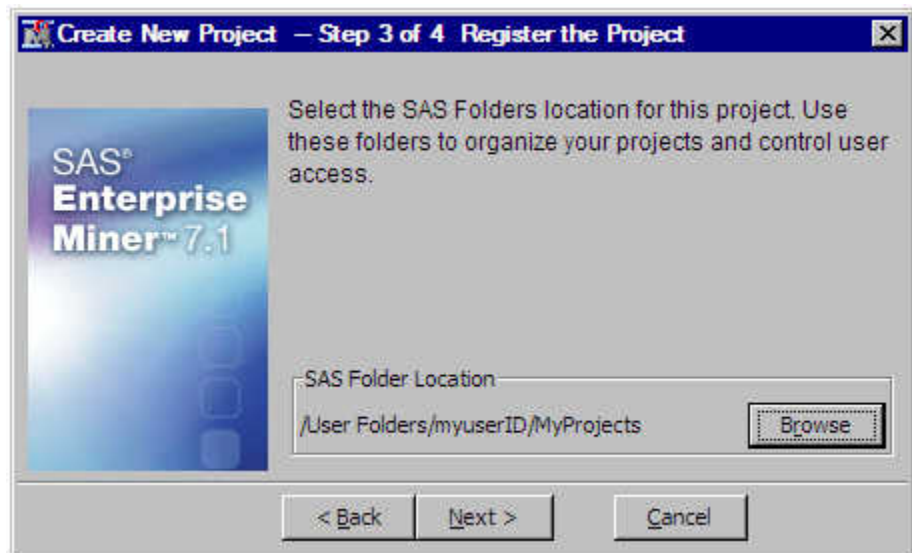 Create New Project – Step 3 of 4 Register the Project
SAS®
Enterprise
Miner™ 7.1
Select the SAS Folders location for this project. Use
these folders to organize your projects and control user
access.
SAS Folder Location
/User Folders/myuserID/MyProjects
Browse
< Back
Next >
Cancel